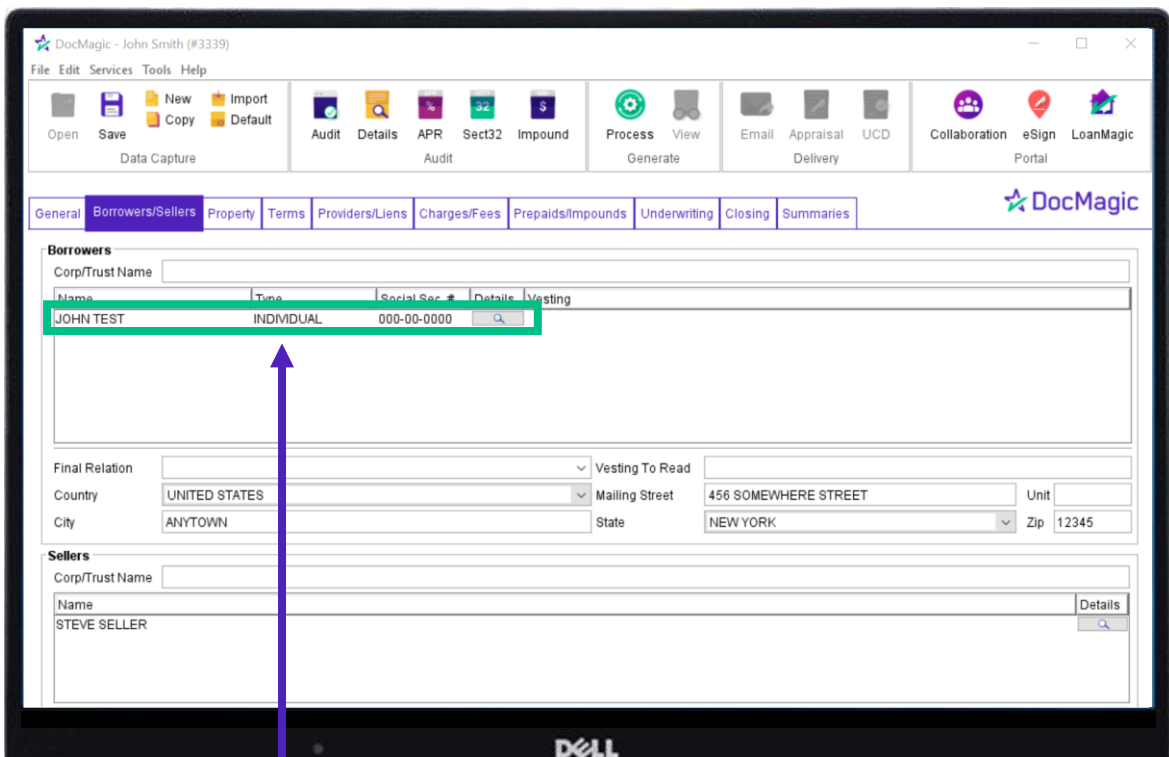 DocMagic - John Smith (#3339)
File Edit Services Tools Help
Open Save New Copy Import Default
Data Capture
Audit Details APR Sect32 Impound
Audit
Process View
Generate
Email Appraisal UCD
Delivery
Collaboration eSign LoanMagic
Portal
DocMagic
General Borrowers/Sellers Property Terms Providers/Liens Charges/Fees Prepaids/Impounds Underwriting Closing Summaries
Borrowers
Corp/Trust Name
Name Type Social Sec. # Details Vesting
JOHN TEST INDIVIDUAL 000-00-0000
Final Relation Vesting To Read
Country UNITED STATES Mailing Street 456 SOMEWHERE STREET Unit
City ANYTOWN State NEW YORK Zip 12345
Sellers
Corp/Trust Name
Name Details
STEVE SELLER
DELL